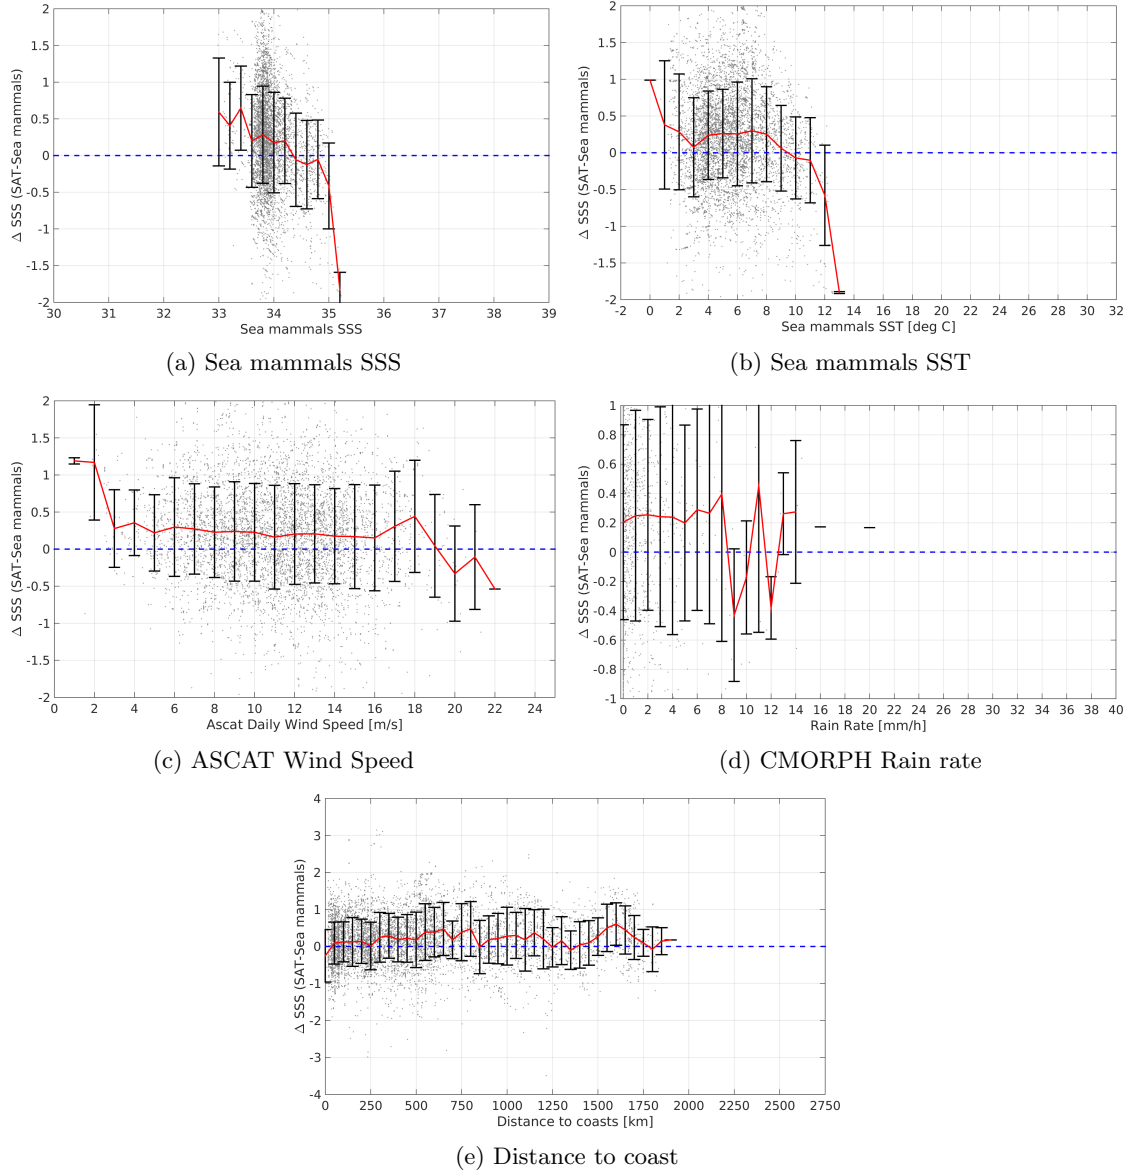 2
1.5
1
0.5
0
-0.5
-1
-1.5
-2
Δ SSS (SAT-Sea mammals)
30 31 32 33 34 35 36 37 38 39
Sea mammals SSS
(a) Sea mammals SSS
2
1.5
1
0.5
0
-0.5
-1
-1.5
-2
Δ SSS (SAT-Sea mammals)
-2 0 2 4 6 8 10 12 14 16 18 20 22 24 26 28 30 32
Sea mammals SST [deg C]
(b) Sea mammals SST
2
1.5
1
0.5
0
-0.5
-1
-1.5
-2
Δ SSS (SAT-Sea mammals)
0 2 4 6 8 10 12 14 16 18 20 22 24
Ascat Daily Wind Speed [m/s]
(c) ASCAT Wind Speed
1
0.8
0.6
0.4
0.2
0
-0.2
-0.4
-0.6
-0.8
-1
Δ SSS (SAT-Sea mammals)
0 2 4 6 8 10 12 14 16 18 20 22 24 26 28 30 32 34 36 38 40
Rain Rate [mm/h]
(d) CMORPH Rain rate
4
3
2
1
0
-1
-2
-3
-4
Δ SSS (SAT-Sea mammals)
0 250 500 750 1000 1250 1500 1750 2000 2250 2500 2750
Distance to coasts [km]
(e) Distance to coast